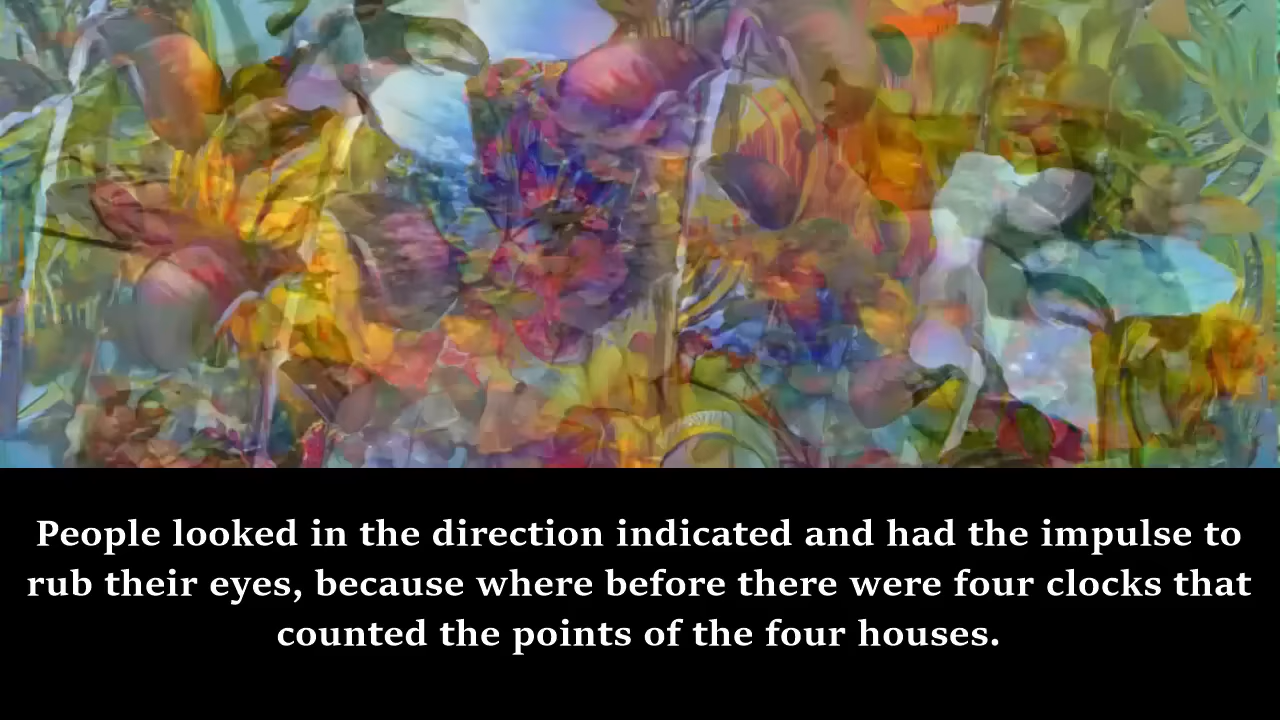 People looked in the direction indicated and had the impulse to
rub their eyes, because where before there were four clocks that
counted the points of the four houses.